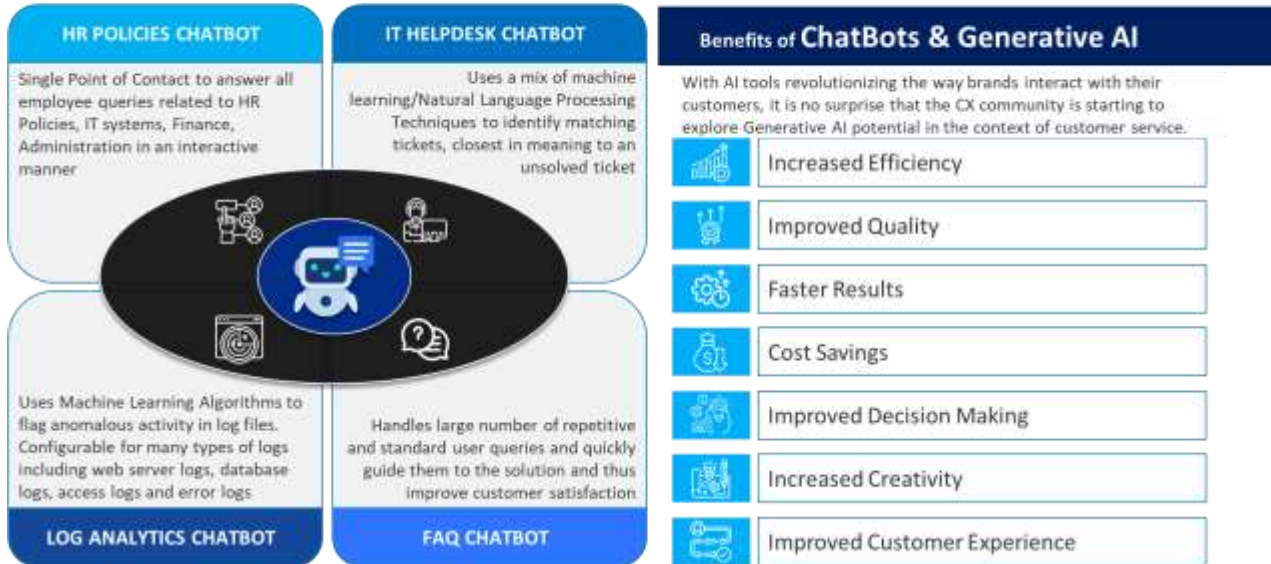 HR POLICIES CHATBOT
Single Point of Contact to answer all
employee queries related to HR
Policies, IT systems, Finance,
Administration in an interactive
manner
IT HELPDESK CHATBOT
Uses a mix of machine
learning/Natural Language Processing
Techniques to identify matching
tickets, closest in meaning to an
unsolved ticket
Uses Machine Learning Algorithms to
flag anomalous activity in log files.
Configurable for many types of logs
including web server logs, database
logs, access logs and error logs
LOG ANALYTICS CHATBOT
Handles large number of repetitive
and standard user queries and quickly
guide them to the solution and thus
improve customer satisfaction
FAQ CHATBOT
Benefits of ChatBots & Generative AI
With AI tools revolutionizing the way brands interact with their
customers, it is no surprise that the CX community is starting to
explore Generative AI potential in the context of customer service.
Increased Efficiency
Improved Quality
Faster Results
Cost Savings
Improved Decision Making
Increased Creativity
Improved Customer Experience